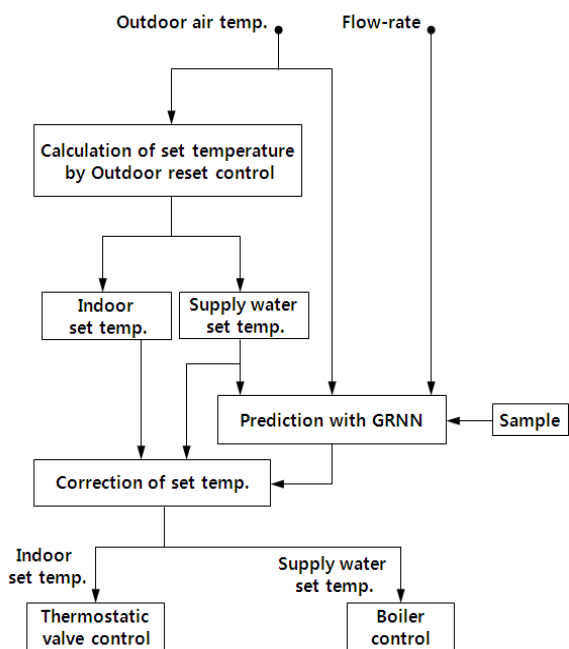 Outdoor air temp.
Flow-rate
Calculation of set temperature
by Outdoor reset control
Indoor
set temp.
Supply water
set temp.
Prediction with GRNN
Sample
Correction of set temp.
Indoor
set temp.
Supply water
set temp.
Thermostatic
valve control
Boiler
control